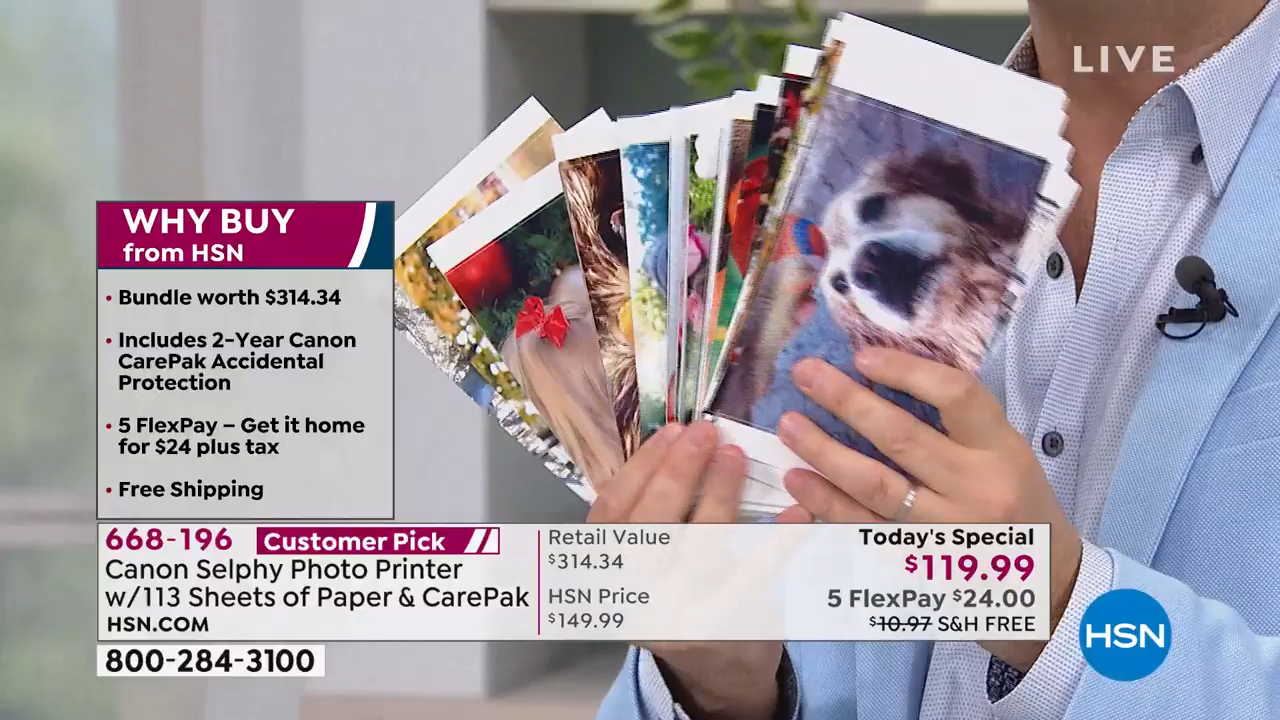 LIVE
WHY BUY
from HSN
• Bundle worth $314.34
• Includes 2-Year Canon
CarePak Accidental
Protection
• 5 FlexPay – Get it home
for $24 plus tax
• Free Shipping
668-196 Customer Pick
Canon Selphy Photo Printer
w/113 Sheets of Paper & CarePak
HSN.COM
Retail Value
$314.34
HSN Price
$149.99
Today's Special
$119.99
5 FlexPay $24.00
$10.97 S&H FREE
HSN
800-284-3100